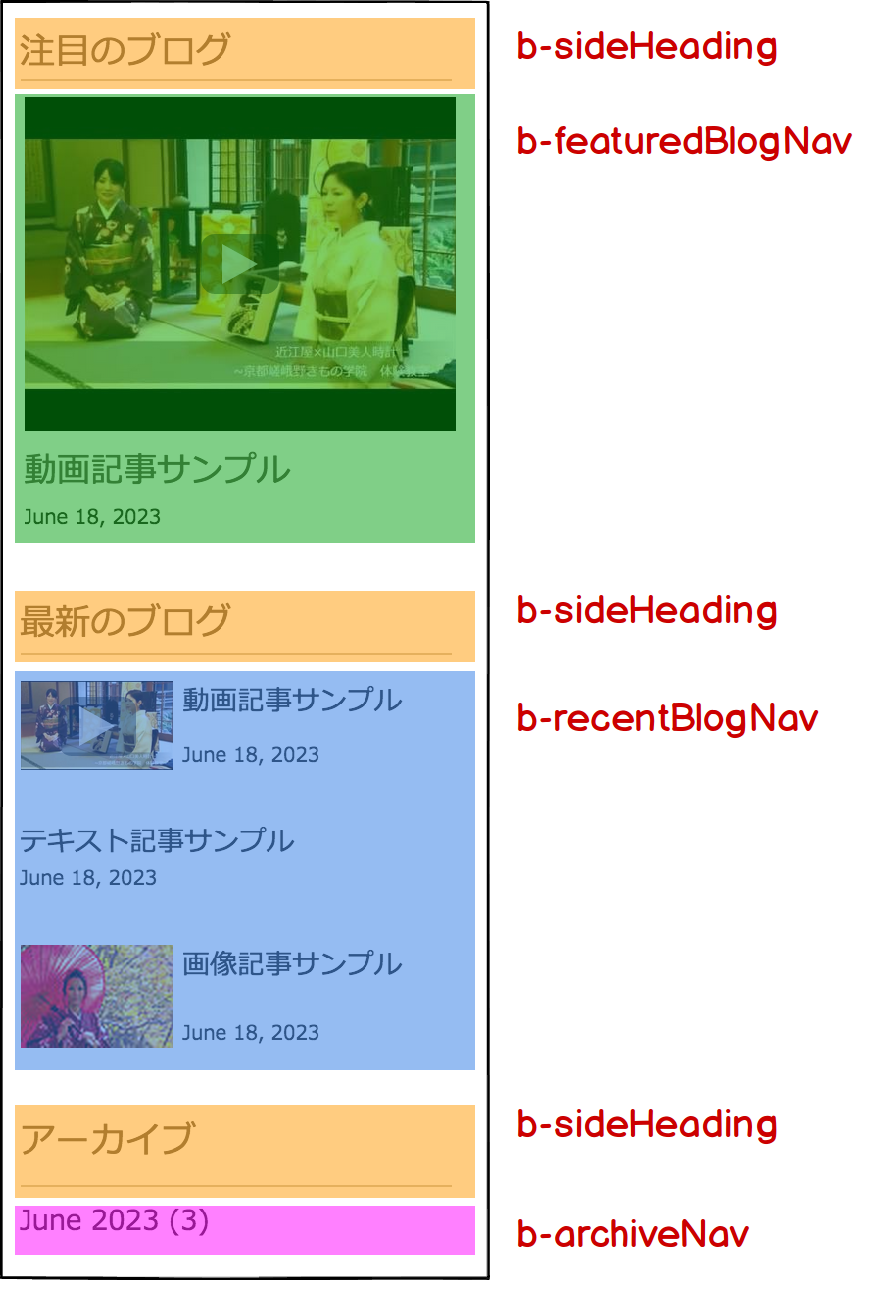 注目のブログ
b-sideHeading
b-featuredBlogNav
近江屋×山口美人時計
~京都嵯峨野きもの学院 体験教室~
動画記事サンプル
June 18, 2023
最新のブログ
b-sideHeading
b-recentBlogNav
動画記事サンプル
June 18, 2023
テキスト記事サンプル
June 18, 2023
画像記事サンプル
June 18, 2023
アーカイブ
b-sideHeading
June 2023 (3)
b-archiveNav